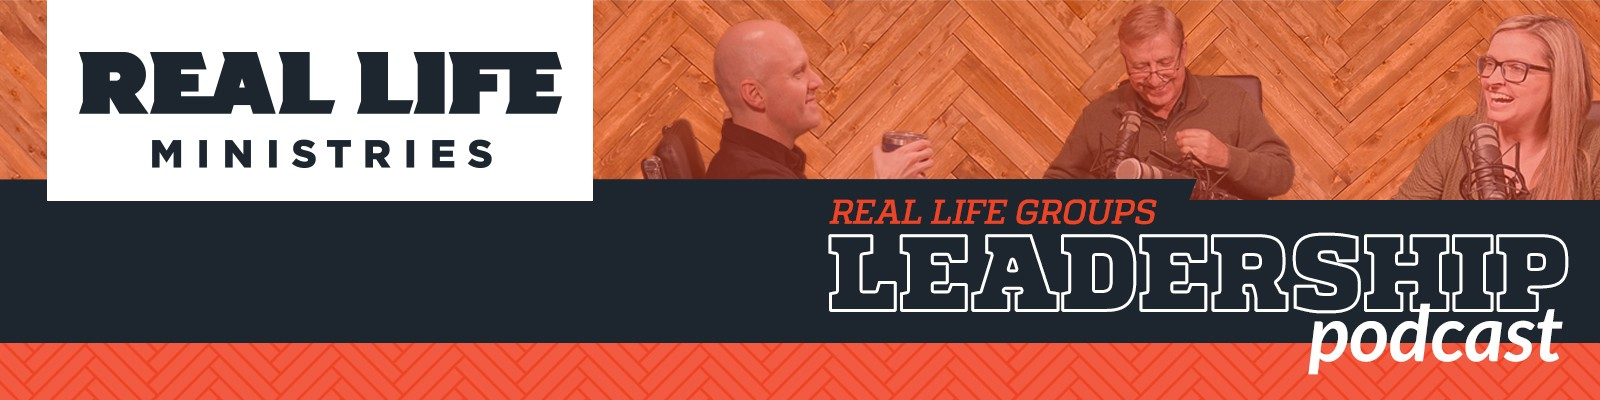 REAL LIFE
MINISTRIES
REAL LIFE GROUPS
LEADERSHIP
podcast